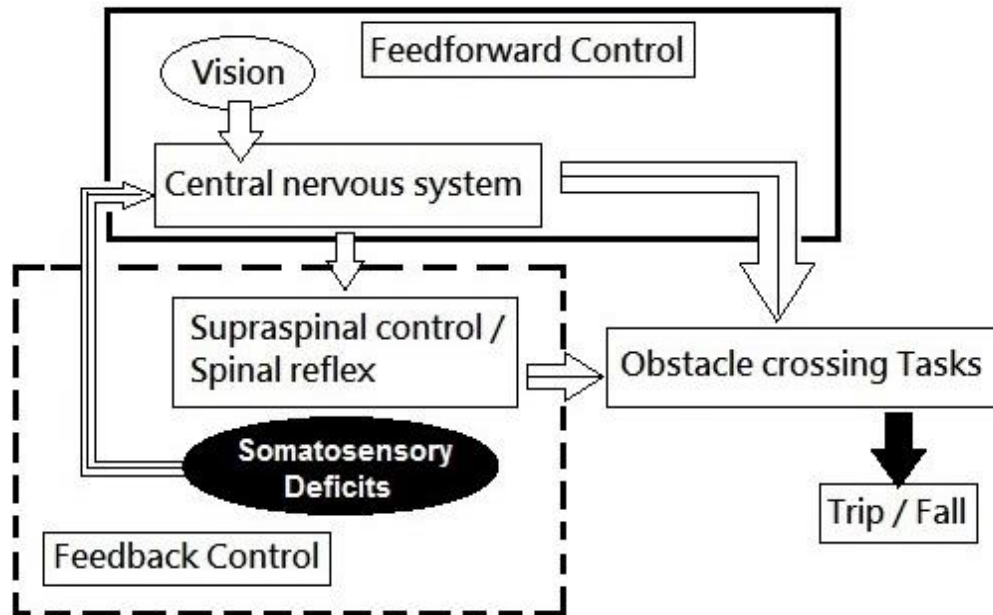 Feedforward Control
Vision
Central nervous system
Supraspinal control /
Spinal reflex
Obstacle crossing Tasks
Somatosensory
Deficits
Trip / Fall
Feedback Control